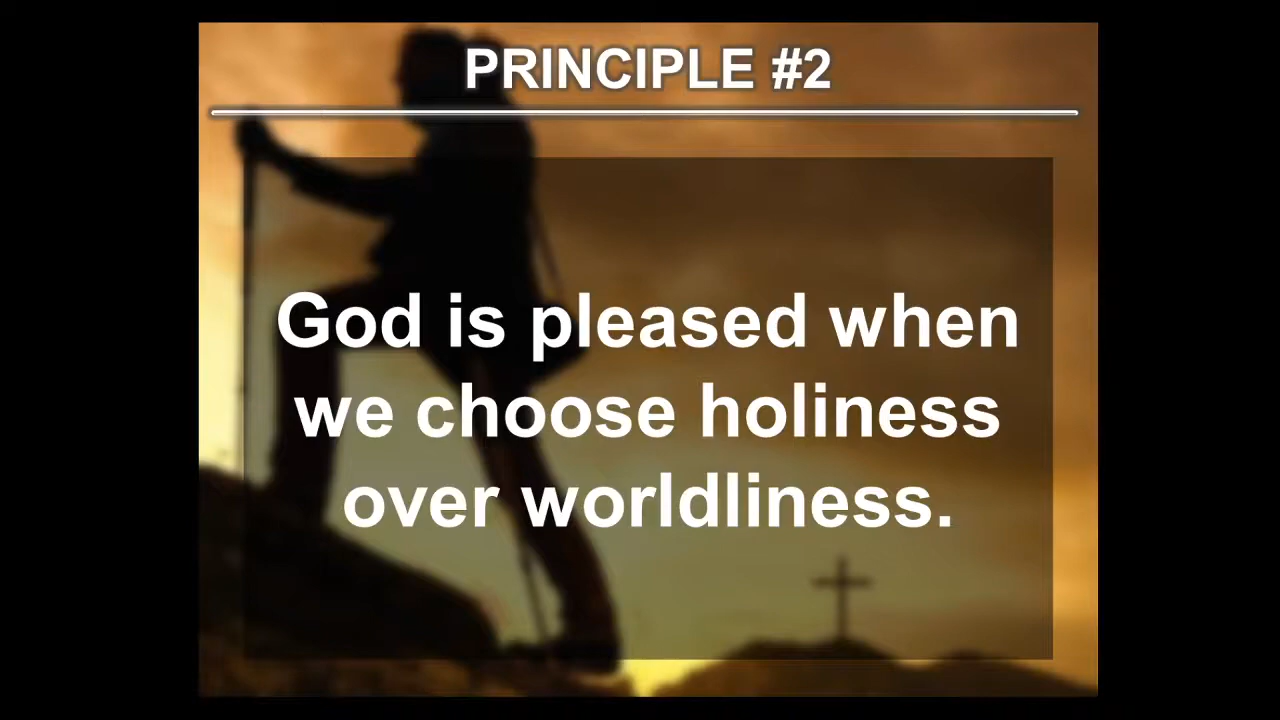 PRINCIPLE #2
God is pleased when
we choose holiness
over worldliness.